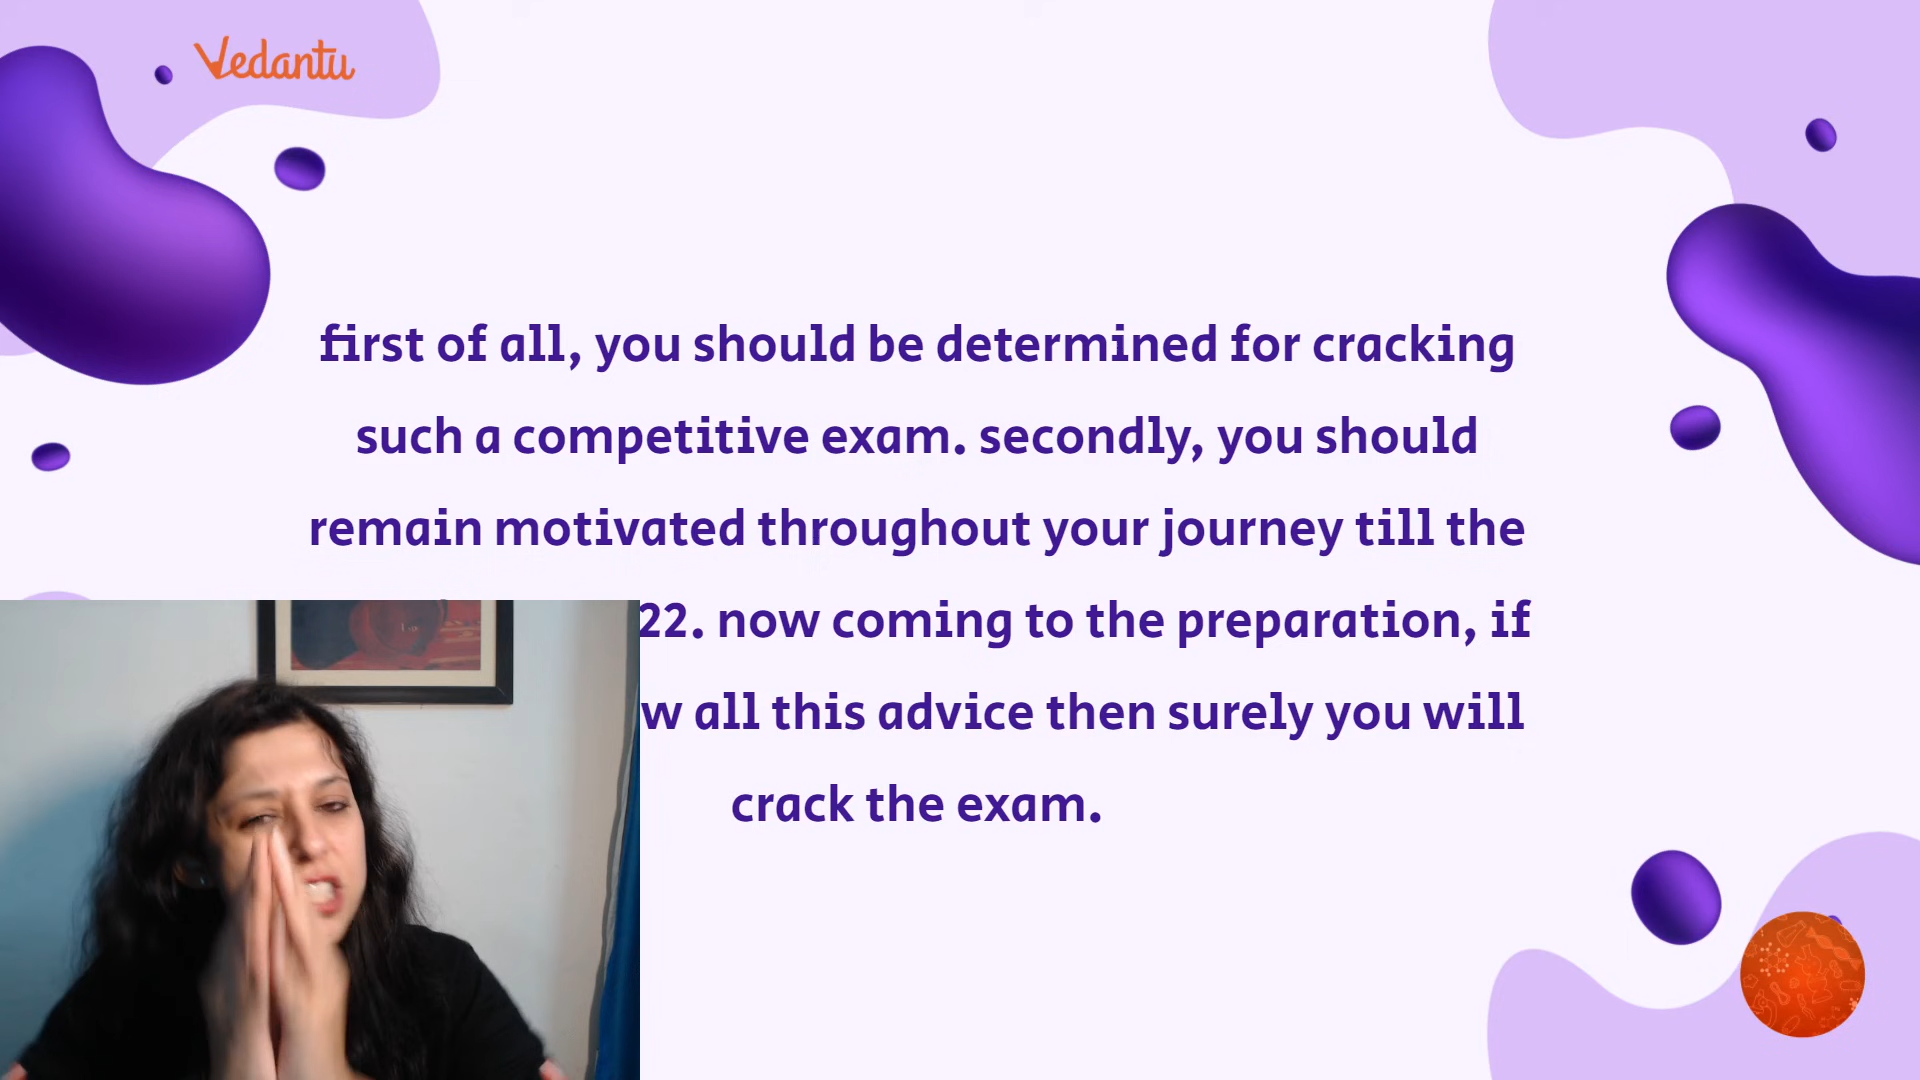 Vedantu
first of all, you should be determined for cracking
such a competitive exam. secondly, you should
remain motivated throughout your journey till the
22. now coming to the preparation, if
w all this advice then surely you will
crack the exam.